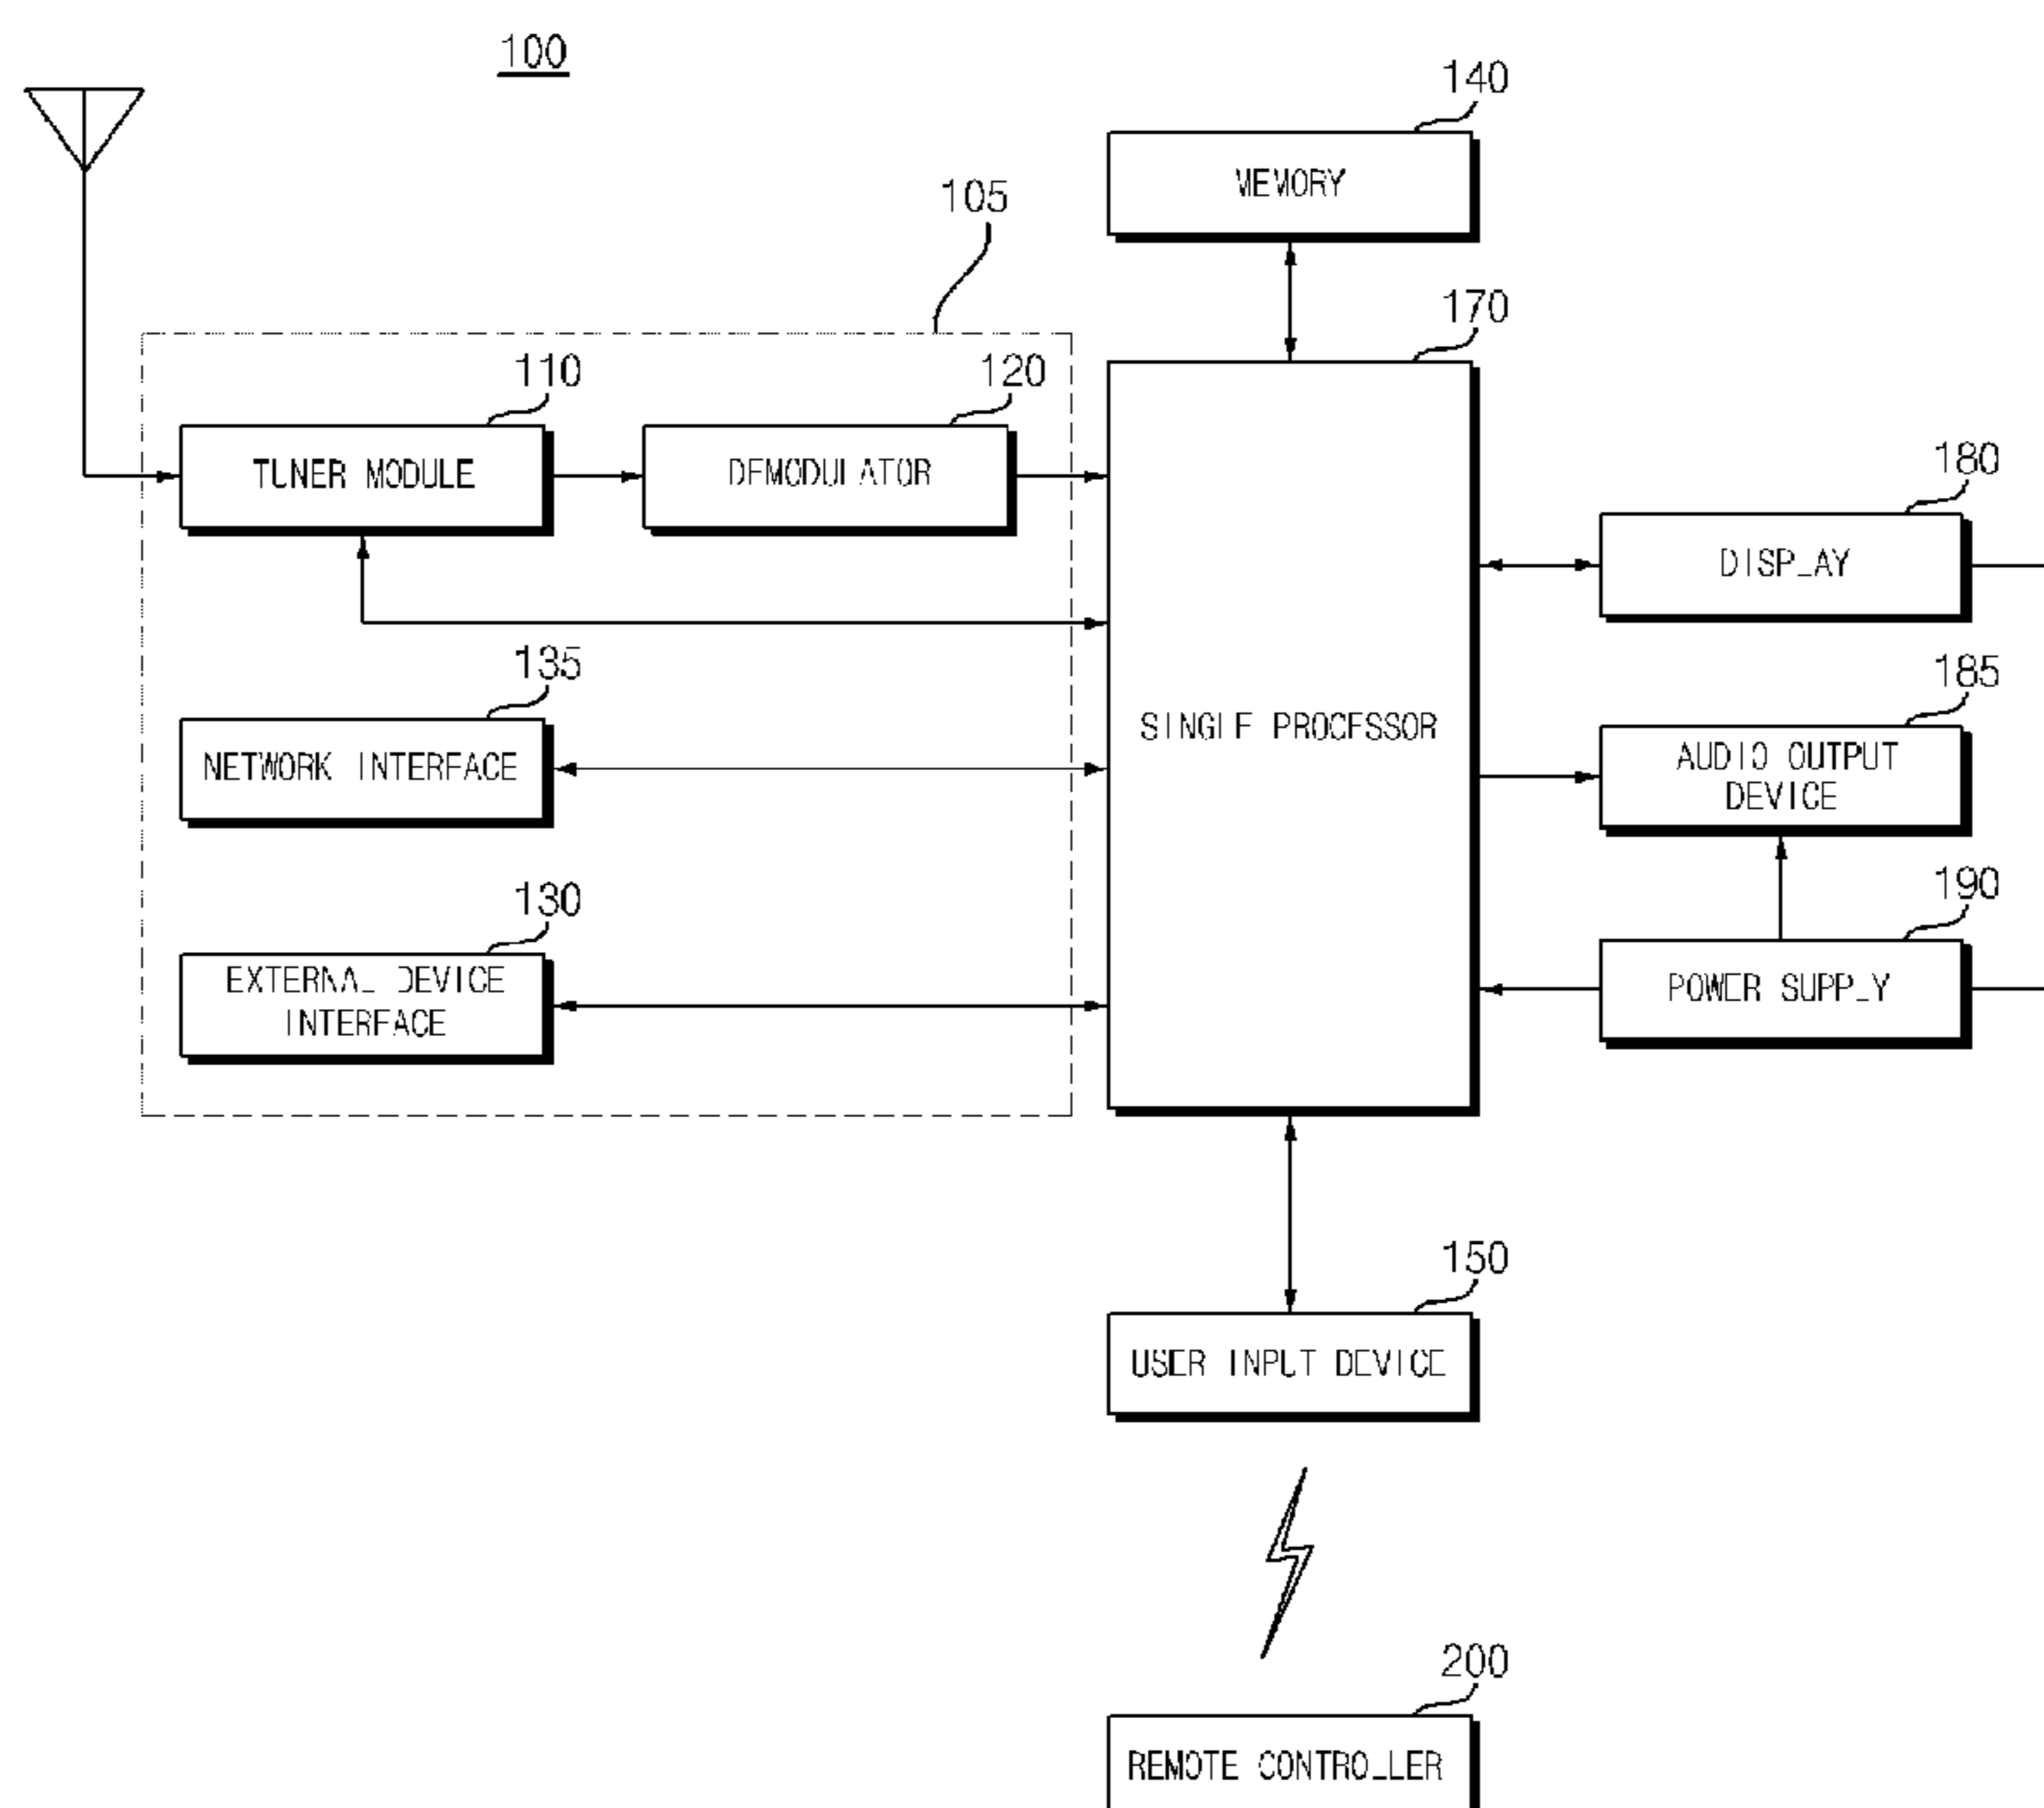 100
140
MEMORY
105
170
110
120
TUNER MODULE
DEMODULATOR
180
DISPLAY
135
185
NETWORK INTERFACE
SINGLE PROCESSOR
AUDIO OUTPUT
DEVICE
130
190
EXTERNAL DEVICE
INTERFACE
POWER SUPPLY
150
USER INPUT DEVICE
200
REMOTE CONTROLLER